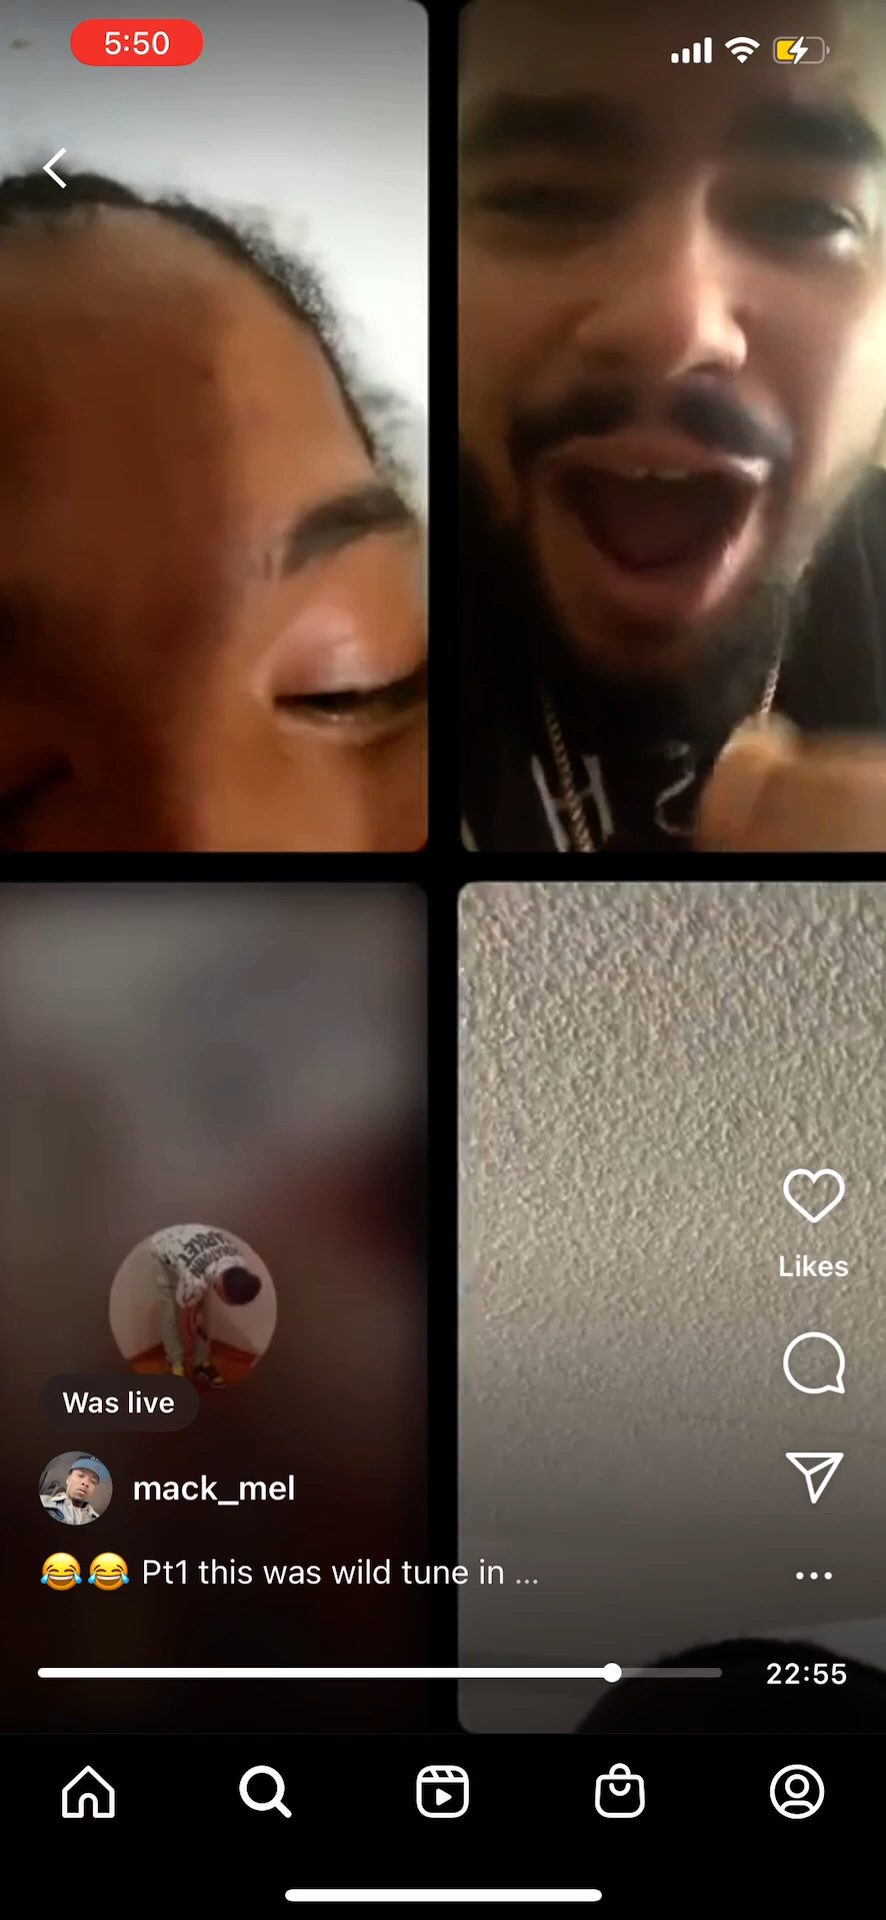 5:50
Was live
mack_mel
😂😂 Pt1 this was wild tune in ...
22:55
Likes